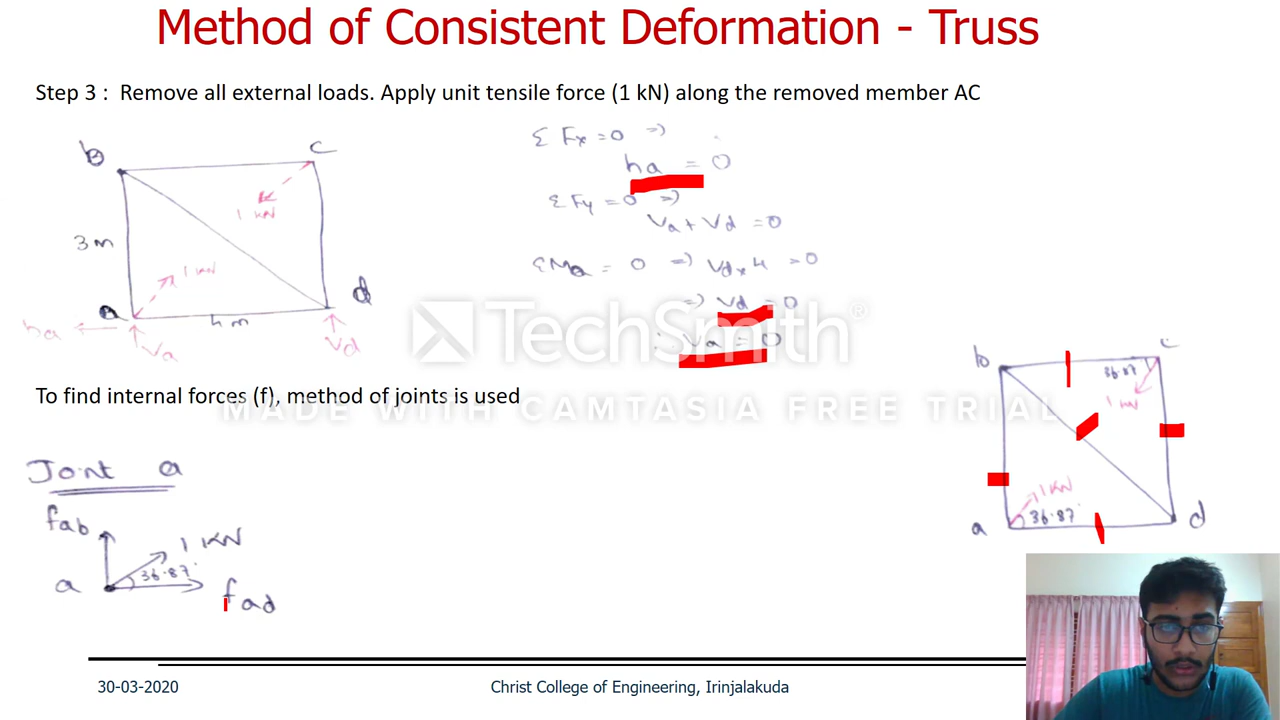 Method of Consistent Deformation - Truss
Step 3 : Remove all external loads. Apply unit tensile force (1 kN) along the removed member AC
b
c
1 kN
3 m
1 kN
a
d
4 m
ha
Va
Vd
Σ Fx = 0 =>
ha = 0
Σ Fy = 0 =>
Va + Vd = 0
Σ Ma = 0 => Vd x 4 = 0
=> Vd = 0
∴ Va = 0
TechSmith®
MADE WITH CAMTASIA FREE TRIAL
To find internal forces (f), method of joints is used
b
c
36.87
1 kN
1 KN
36.87°
a
d
Joint a
fab
1 KN
36.87°
a
fad
30-03-2020
Christ College of Engineering, Irinjalakuda